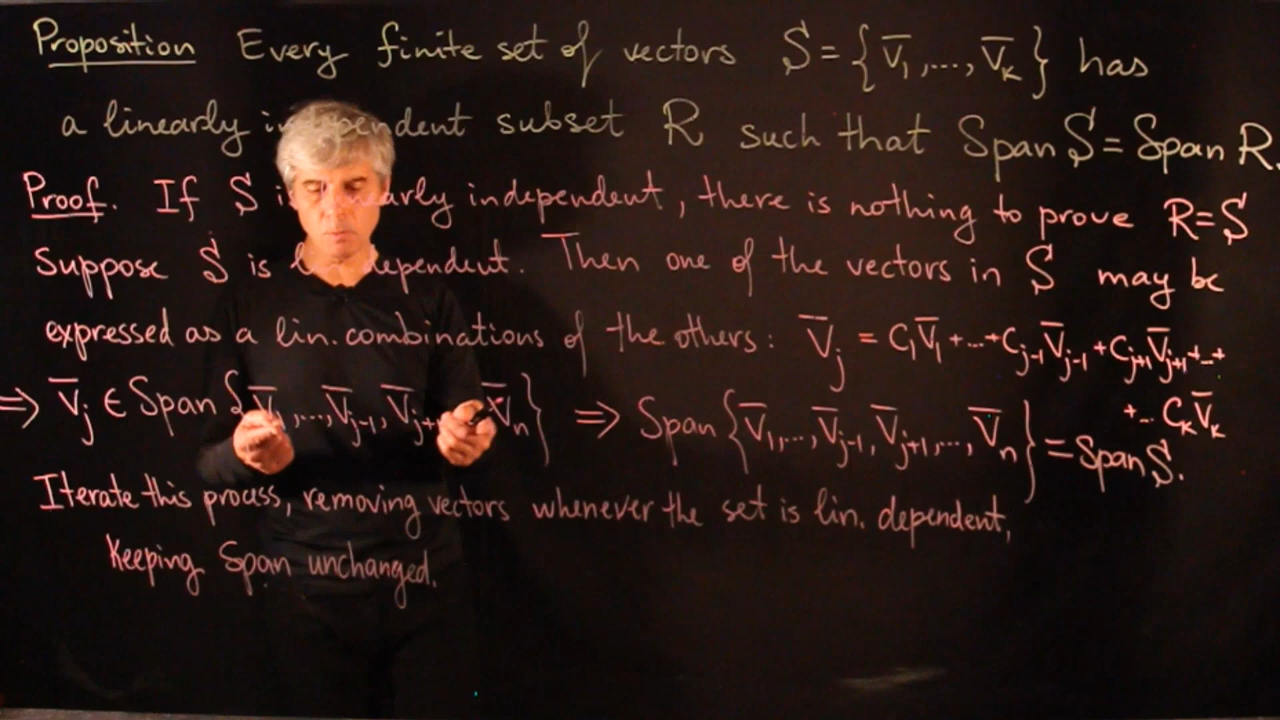 Proposition Every finite set of vectors S = {v̄₁,..., v̄ₖ} has
a linearly independent subset R such that Span S = Span R.
Proof. If S is linearly independent, there is nothing to prove R=S
Suppose S is lin. dependent. Then one of the vectors in S may be
expressed as a lin. combinations of the others: v̄ⱼ = C₁v̄₁+...+Cⱼ₋₁v̄ⱼ₋₁+Cⱼ₊₁v̄ⱼ₊₁+...+
+... Cₖv̄ₖ
⇒ v̄ⱼ ∈ Span {v̄₁,..., v̄ⱼ₋₁, v̄ⱼ₊₁,..., v̄ₙ} ⇒ Span {v̄₁,..., v̄ⱼ₋₁, v̄ⱼ₊₁,..., v̄ₙ} = Span S.
Iterate this process, removing vectors whenever the set is lin. dependent,
Keeping Span unchanged.